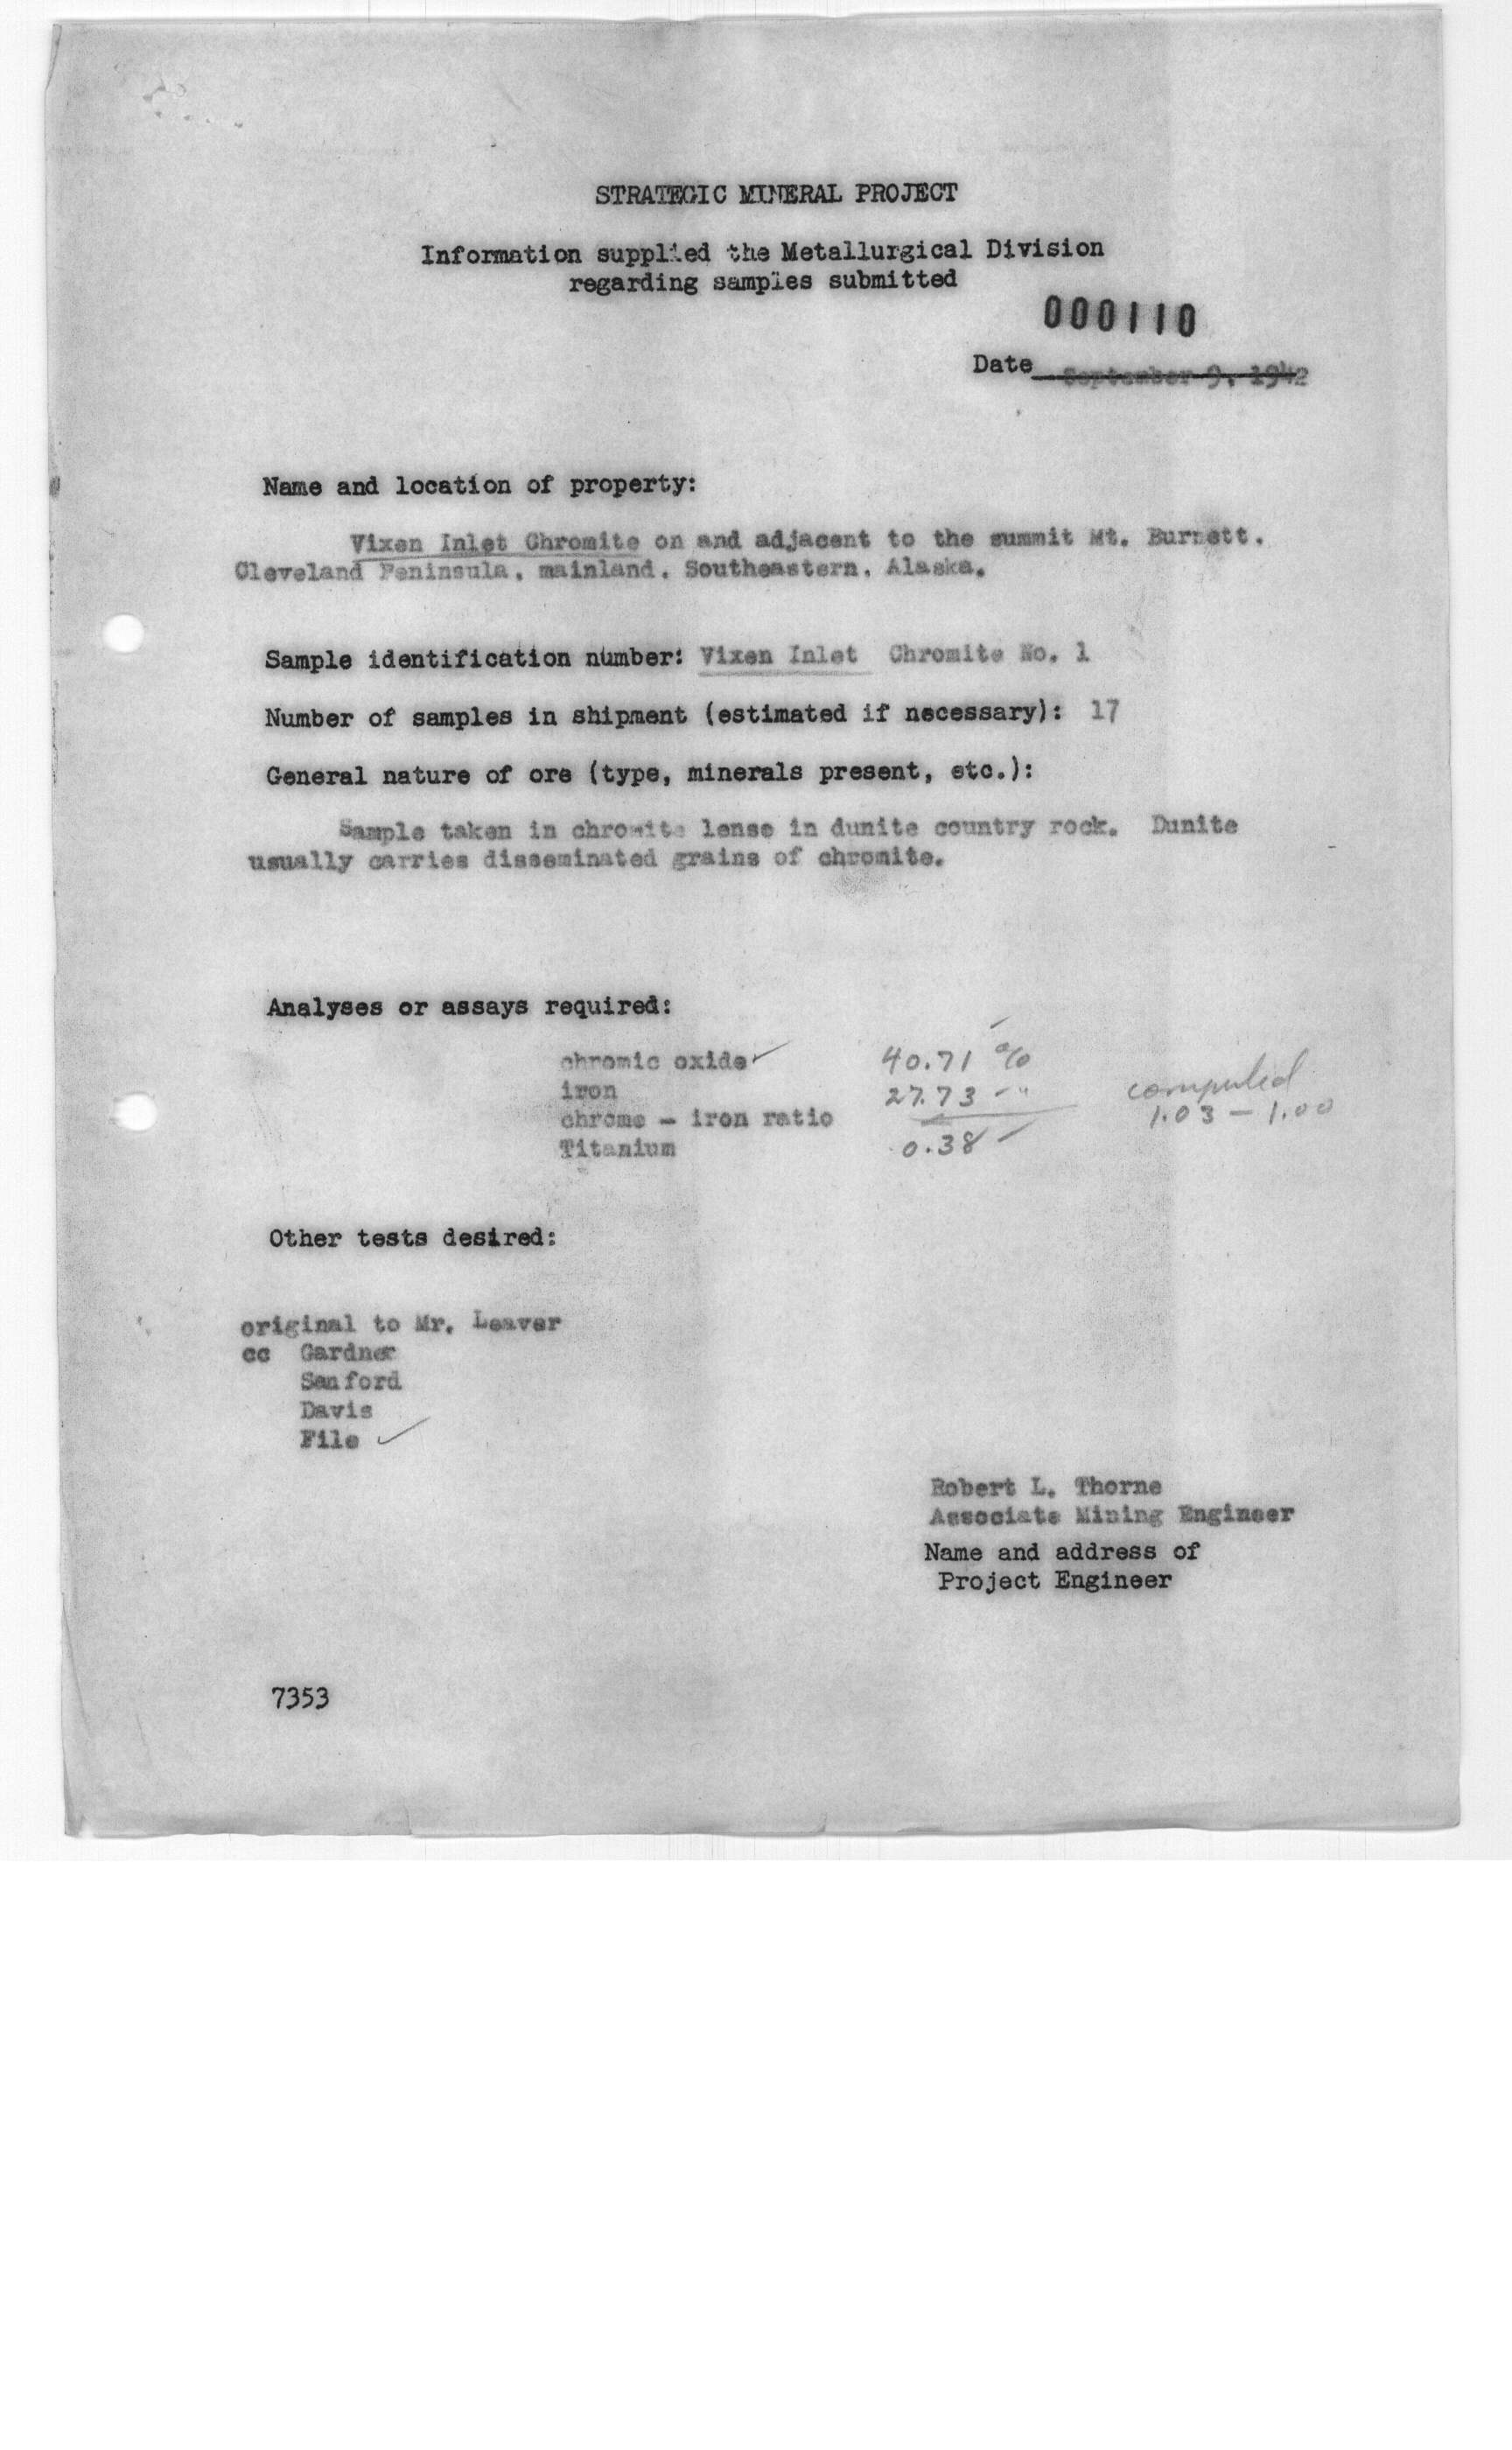 STRATEGIC MINERAL PROJECT
Information supplied the Metallurgical Division
regarding samples submitted
000110
Date September 9, 1942
Name and location of property:
Vixen Inlet Chromite on and adjacent to the summit Mt. Burnett.
Cleveland Peninsula, mainland, Southeastern, Alaska.
Sample identification number: Vixen Inlet Chromite No. 1
Number of samples in shipment (estimated if necessary): 17
General nature of ore (type, minerals present, etc.):
Sample taken in chromite lense in dunite country rock. Dunite
usually carries disseminated grains of chromite.
Analyses or assays required:
chromic oxide ✓ 40.71 %
iron 27.73 - "
computed
chrome - iron ratio 1.03 - 1.00
Titanium 0.38
Other tests desired:
original to Mr. Leaver
cc Gardner
Sanford
Davis
File ✓
Robert L. Thorne
Associate Mining Engineer
Name and address of
Project Engineer
7353